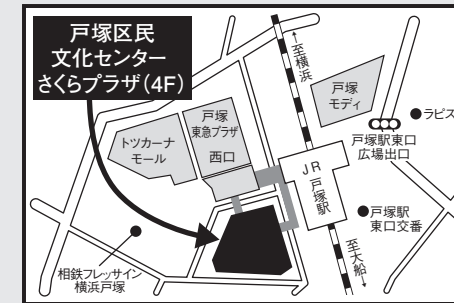 戸塚区民
文化センター
さくらプラザ(4F)
↑至横浜
戸塚
モディ
ラピス
戸塚駅東口
広場出口
戸塚
東急プラザ
西口
トツカーナ
モール
JR戸塚駅
戸塚駅
東口交番
至大船↓
相鉄フレッサイン
横浜戸塚